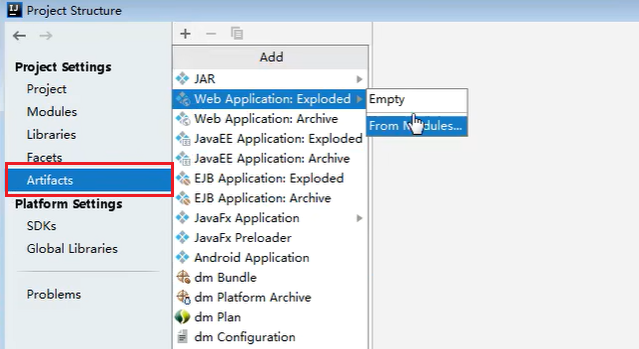 Project Structure
Project Settings
Project
Modules
Libraries
Facets
Artifacts
Platform Settings
SDKs
Global Libraries
Problems
Add
JAR
Web Application: Exploded
Web Application: Archive
JavaEE Application: Exploded
JavaEE Application: Archive
EJB Application: Exploded
EJB Application: Archive
JavaFx Application
JavaFx Preloader
Android Application
dm Bundle
dm Platform Archive
dm Plan
dm Configuration
Empty
From Modules...